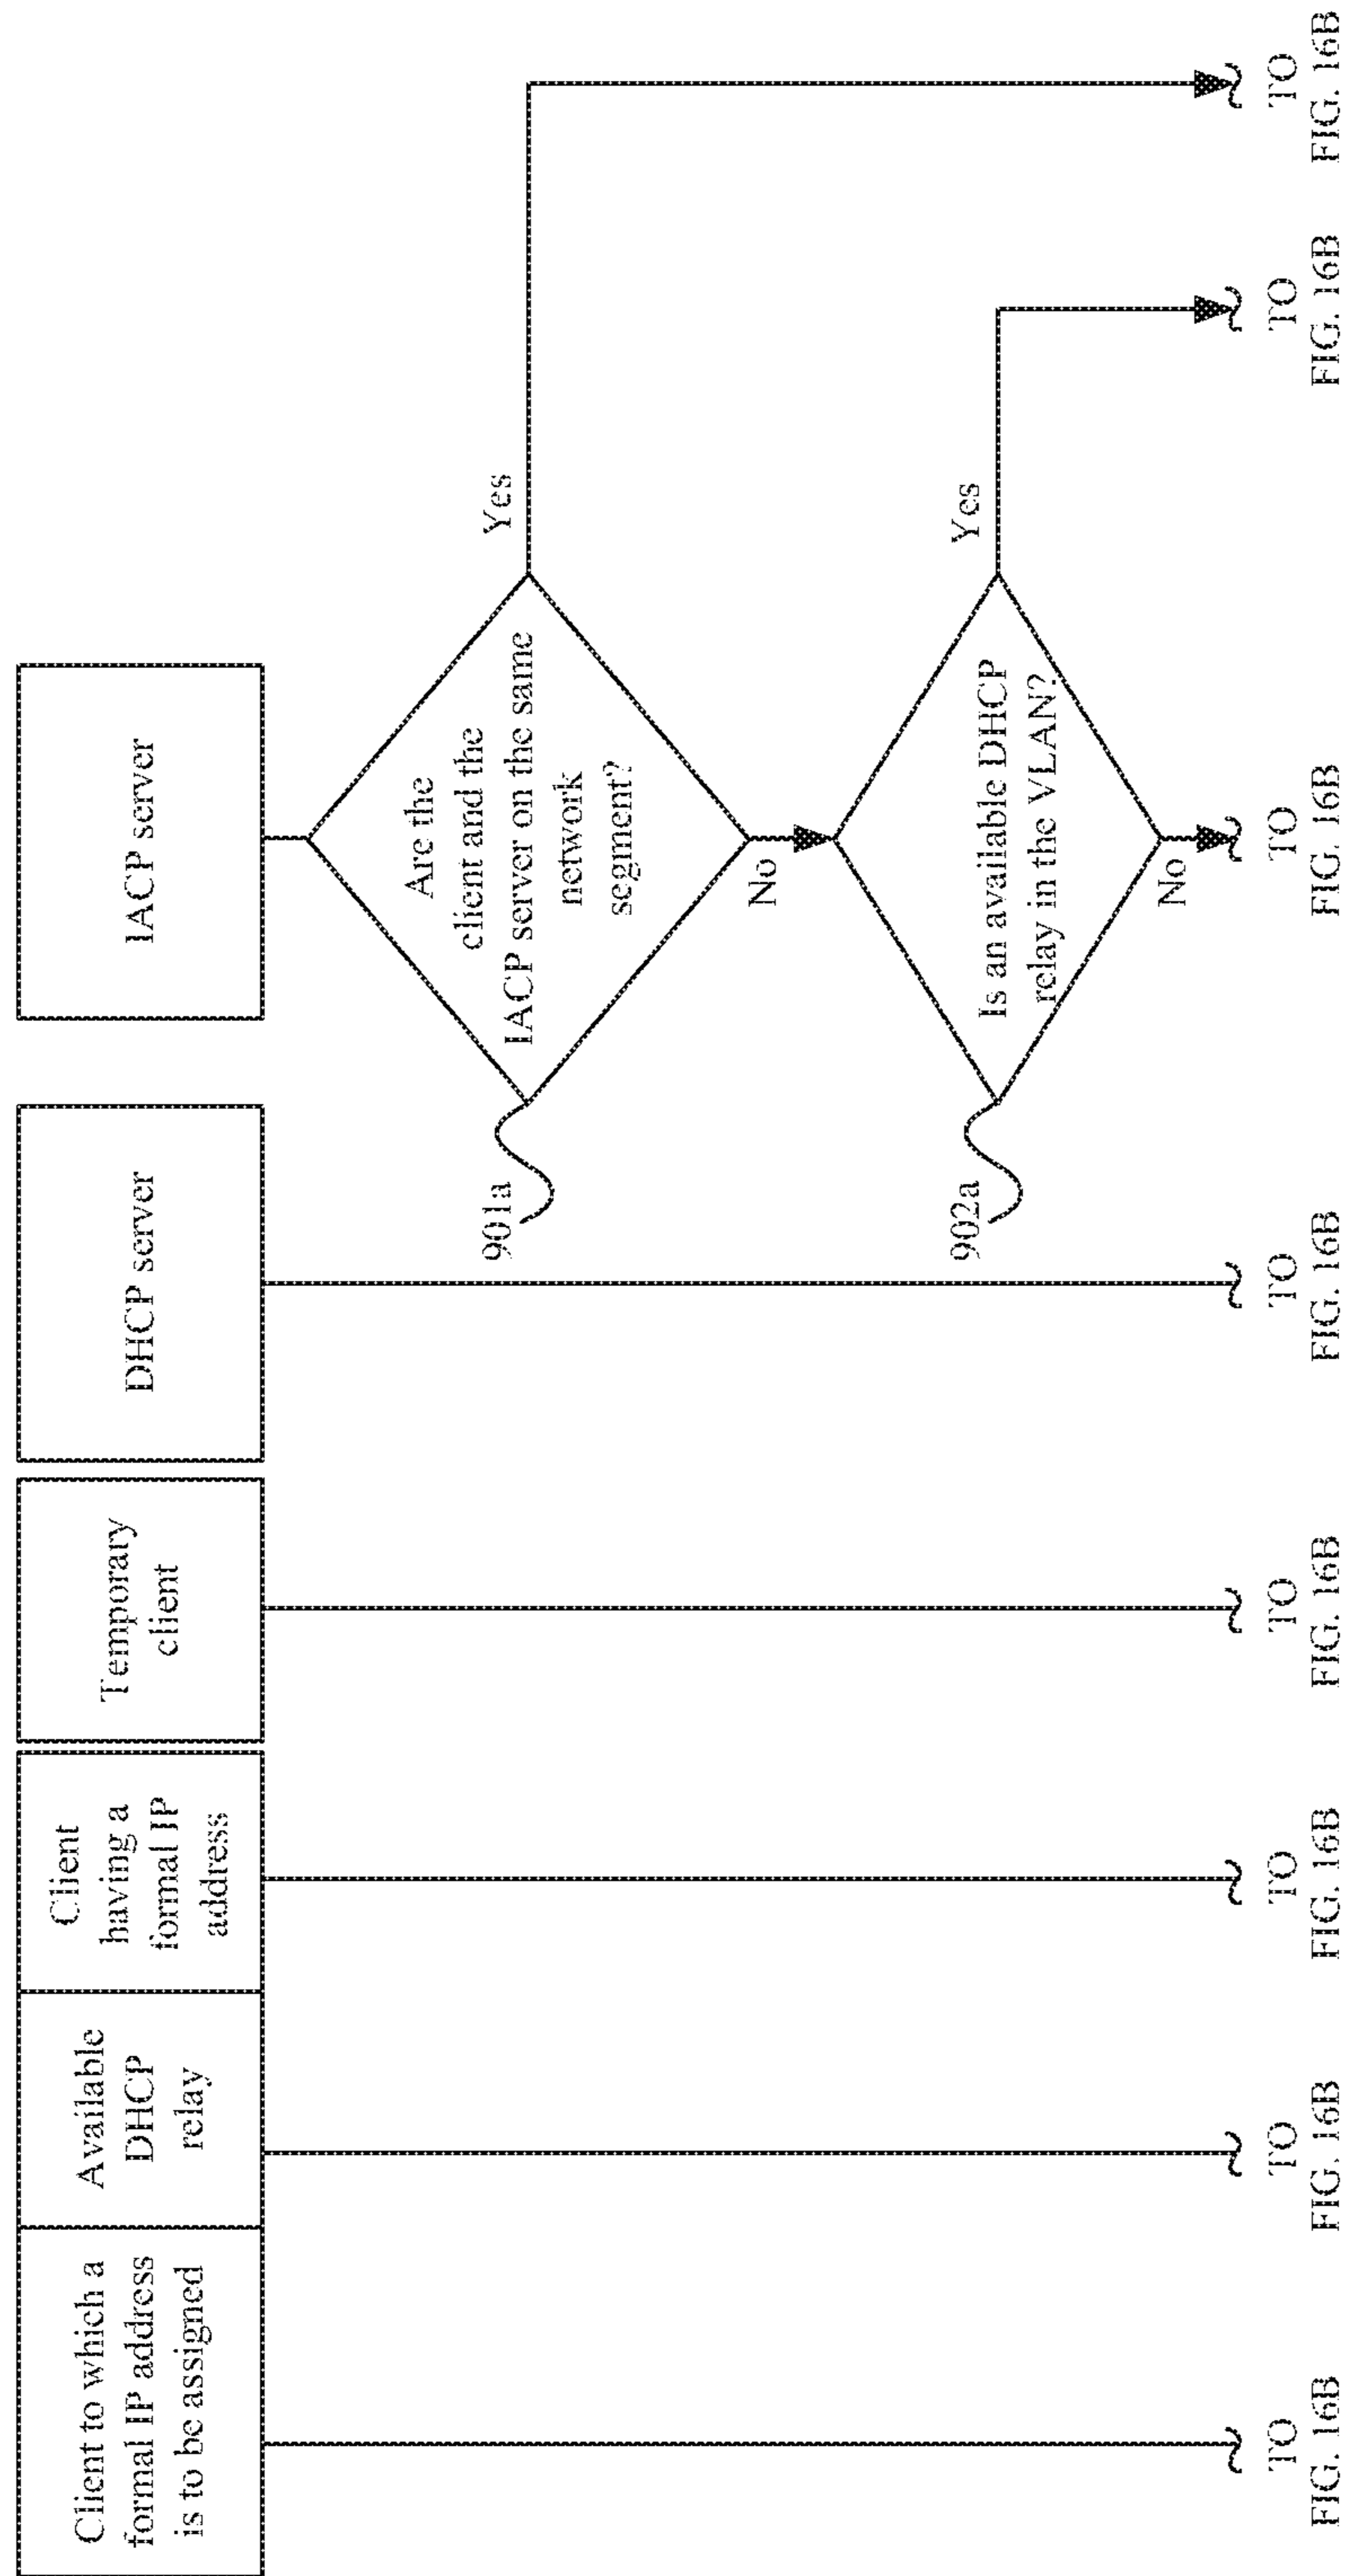 Client to which a
formal IP address
is to be assigned
Available
DHCP
relay
Client
having a
formal IP
address
Temporary
client
DHCP server
IACP server
901a
Are the
client and the
IACP server on the same
network
segment?
Yes
No
902a
Is an available DHCP
relay in the VLAN?
Yes
No
TO
FIG. 16B
TO
FIG. 16B
TO
FIG. 16B
TO
FIG. 16B
TO
FIG. 16B
TO
FIG. 16B
TO
FIG. 16B
TO
FIG. 16B